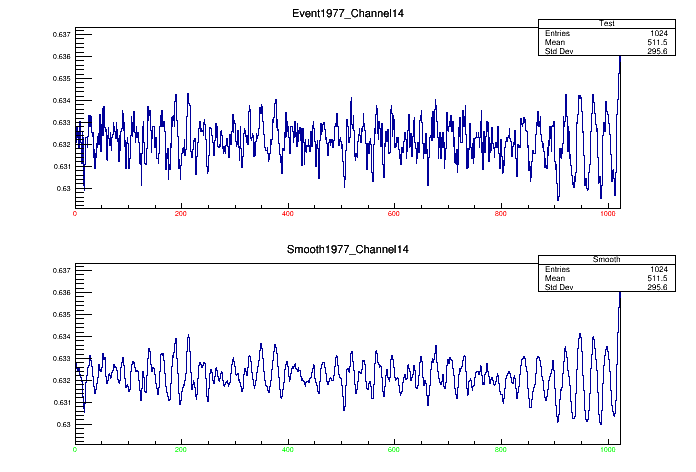 Event1977_Channel14
Test
Entries 1024
Mean 511.5
Std Dev 295.6
0.637
0.636
0.635
0.634
0.633
0.632
0.631
0.63
0 200 400 600 800 1000
Smooth1977_Channel14
Smooth
Entries 1024
Mean 511.5
Std Dev 295.6
0.637
0.636
0.635
0.634
0.633
0.632
0.631
0.63
0 200 400 600 800 1000